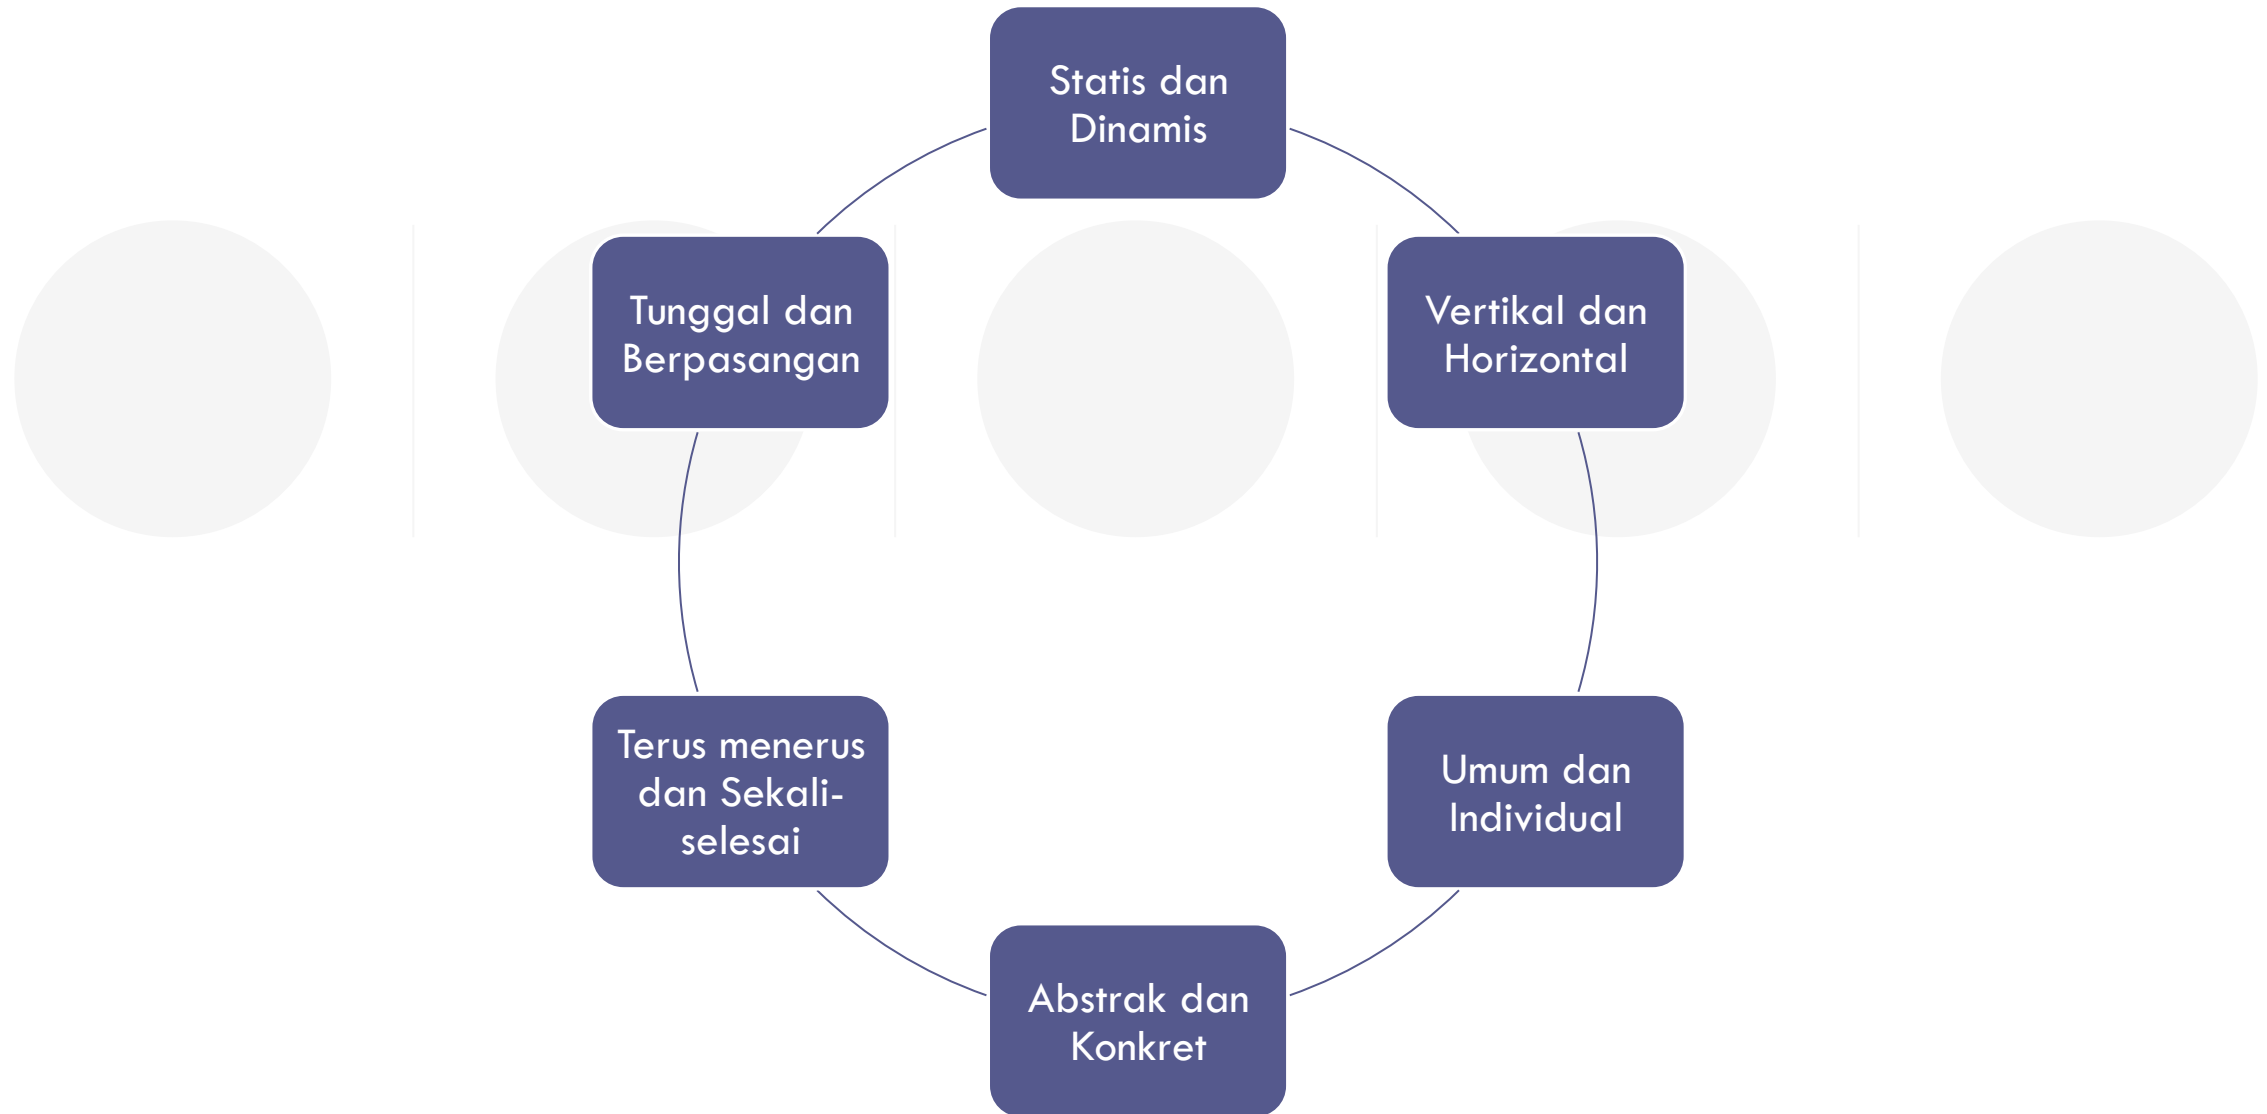 Statis dan
Dinamis
Vertikal dan
Horizontal
Umum dan
Individual
Abstrak dan
Konkret
Terus menerus
dan Sekali-
selesai
Tunggal dan
Berpasangan